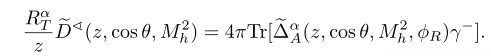 \frac{R_T^\alpha}{z} \widetilde{D}^{\sphericalangle}(z, \cos\theta, M_h^2) = 4\pi \mathrm{Tr}[\widetilde{\Delta}_A^\alpha(z, \cos\theta, M_h^2, \phi_R)\gamma^-].